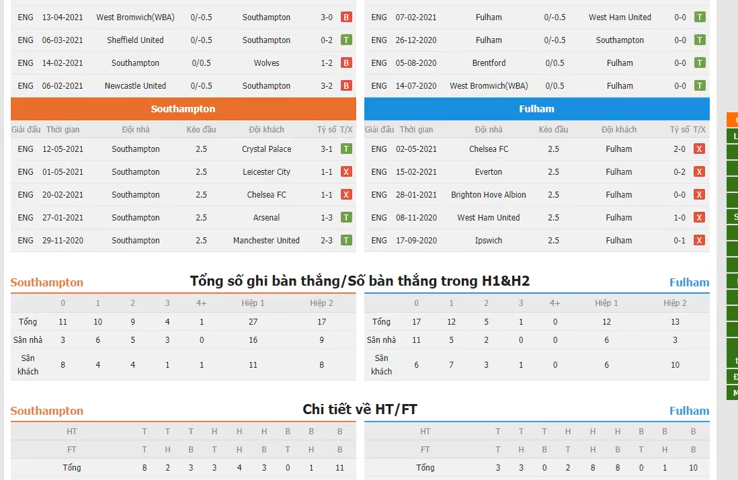 ENG 13-04-2021 West Bromwich(WBA) 0/-0.5 Southampton 3-0 B
ENG 06-03-2021 Sheffield United 0/-0.5 Southampton 0-2 T
ENG 14-02-2021 Southampton 0/0.5 Wolves 1-2 B
ENG 06-02-2021 Newcastle United 0/-0.5 Southampton 3-2 B
ENG 07-02-2021 Fulham 0/-0.5 West Ham United 0-0 T
ENG 26-12-2020 Fulham 0/-0.5 Southampton 0-0 T
ENG 05-08-2020 Brentford 0/0.5 Fulham 0-0 T
ENG 14-07-2020 West Bromwich(WBA) 0/0.5 Fulham 0-0 T
Southampton
Giải đấu Thời gian Đội nhà Kèo đầu Đội khách Tỷ số T/X
ENG 12-05-2021 Southampton 2.5 Crystal Palace 3-1 T
ENG 01-05-2021 Southampton 2.5 Leicester City 1-1 X
ENG 20-02-2021 Southampton 2.5 Chelsea FC 1-1 X
ENG 27-01-2021 Southampton 2.5 Arsenal 1-3 T
ENG 29-11-2020 Southampton 2.5 Manchester United 2-3 T
Fulham
Giải đấu Thời gian Đội nhà Kèo đầu Đội khách Tỷ số T/X
ENG 02-05-2021 Chelsea FC 2.5 Fulham 2-0 X
ENG 15-02-2021 Everton 2.5 Fulham 0-2 X
ENG 28-01-2021 Brighton Hove Albion 2.5 Fulham 0-0 X
ENG 08-11-2020 West Ham United 2.5 Fulham 1-0 X
ENG 17-09-2020 Ipswich 2.5 Fulham 0-1 X
Southampton Tổng số ghi bàn thắng/Số bàn thắng trong H1&H2 Fulham
0 1 2 3 4+ Hiệp 1 Hiệp 2
Tổng 11 10 9 4 1 27 17
Sân nhà 3 6 5 3 0 16 9
Sân khách 8 4 4 1 1 11 8
0 1 2 3 4+ Hiệp 1 Hiệp 2
Tổng 17 12 5 1 0 12 13
Sân nhà 11 5 2 0 0 6 3
Sân khách 6 7 3 1 0 6 10
Southampton Chi tiết về HT/FT Fulham
HT T T T H H H B B B
FT T H B T H B T H B
Tổng 8 2 3 3 4 3 0 1 11
HT T T T H H H B B B
FT T H B T H B T H B
Tổng 3 3 0 2 8 8 0 1 10